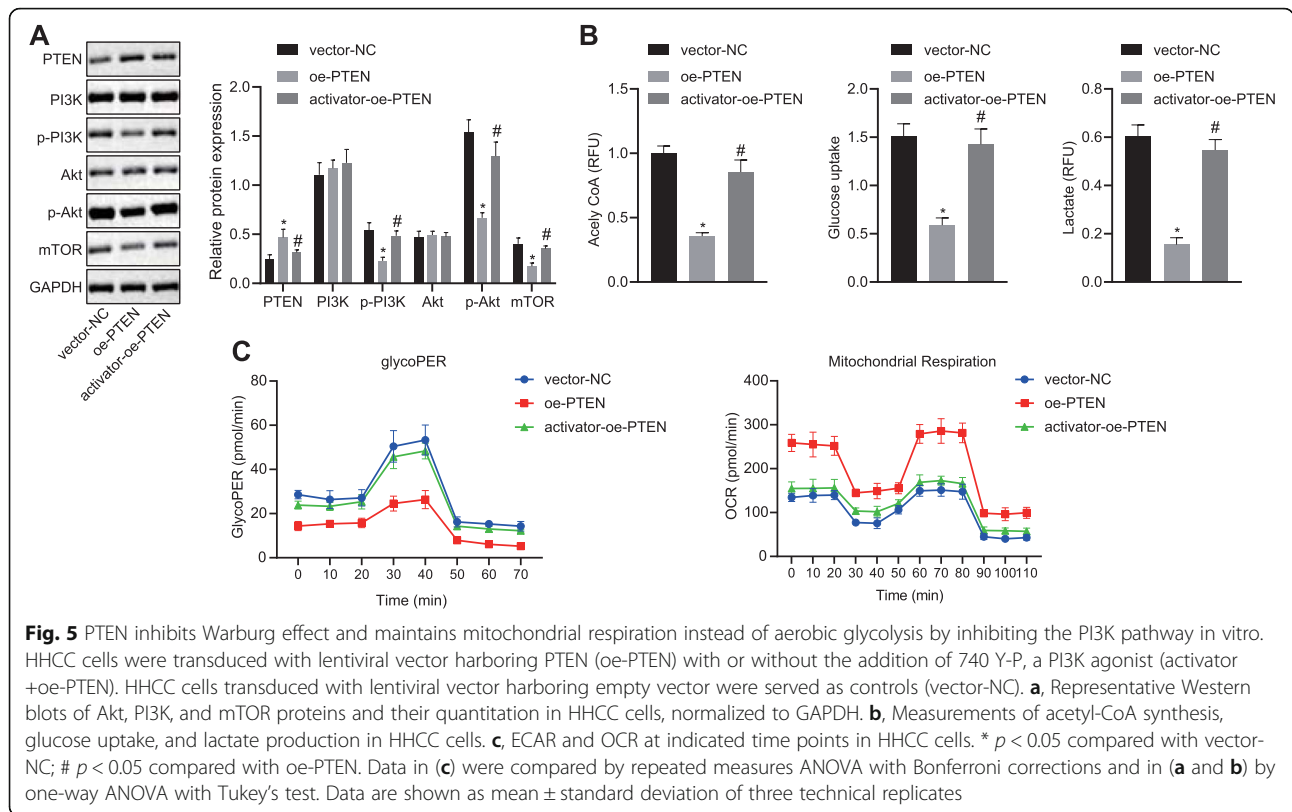 A
PTEN
PI3K
p-PI3K
Akt
p-Akt
mTOR
GAPDH
vector-NC
oe-PTEN
activator-oe-PTEN
vector-NC
oe-PTEN
activator-oe-PTEN
Relative protein expression
2.0
1.5
1.0
0.5
0.0
* # * # * # * #
PTEN PI3K p-PI3K Akt p-Akt mTOR
B
vector-NC
oe-PTEN
activator-oe-PTEN
Acely CoA (RFU)
1.5
1.0
0.5
0.0
* #
vector-NC
oe-PTEN
activator-oe-PTEN
Glucose uptake
2.0
1.5
1.0
0.5
0.0
* #
vector-NC
oe-PTEN
activator-oe-PTEN
Lactate (RFU)
0.8
0.6
0.4
0.2
0.0
* #
C
glycoPER
GlycoPER (pmol/min)
80
60
40
20
0
0 10 20 30 40 50 60 70
Time (min)
vector-NC
oe-PTEN
activator-oe-PTEN
Mitochondrial Respiration
OCR (pmol/min)
400
300
200
100
0
0 10 20 30 40 50 60 70 80 90 100 110
Time (min)
vector-NC
oe-PTEN
activator-oe-PTEN
Fig. 5 PTEN inhibits Warburg effect and maintains mitochondrial respiration instead of aerobic glycolysis by inhibiting the PI3K pathway in vitro.
HHCC cells were transduced with lentiviral vector harboring PTEN (oe-PTEN) with or without the addition of 740 Y-P, a PI3K agonist (activator
+oe-PTEN). HHCC cells transduced with lentiviral vector harboring empty vector were served as controls (vector-NC). a, Representative Western
blots of Akt, PI3K, and mTOR proteins and their quantitation in HHCC cells, normalized to GAPDH. b, Measurements of acetyl-CoA synthesis,
glucose uptake, and lactate production in HHCC cells. c, ECAR and OCR at indicated time points in HHCC cells. * p < 0.05 compared with vector-
NC; # p < 0.05 compared with oe-PTEN. Data in (c) were compared by repeated measures ANOVA with Bonferroni corrections and in (a and b) by
one-way ANOVA with Tukey's test. Data are shown as mean ± standard deviation of three technical replicates